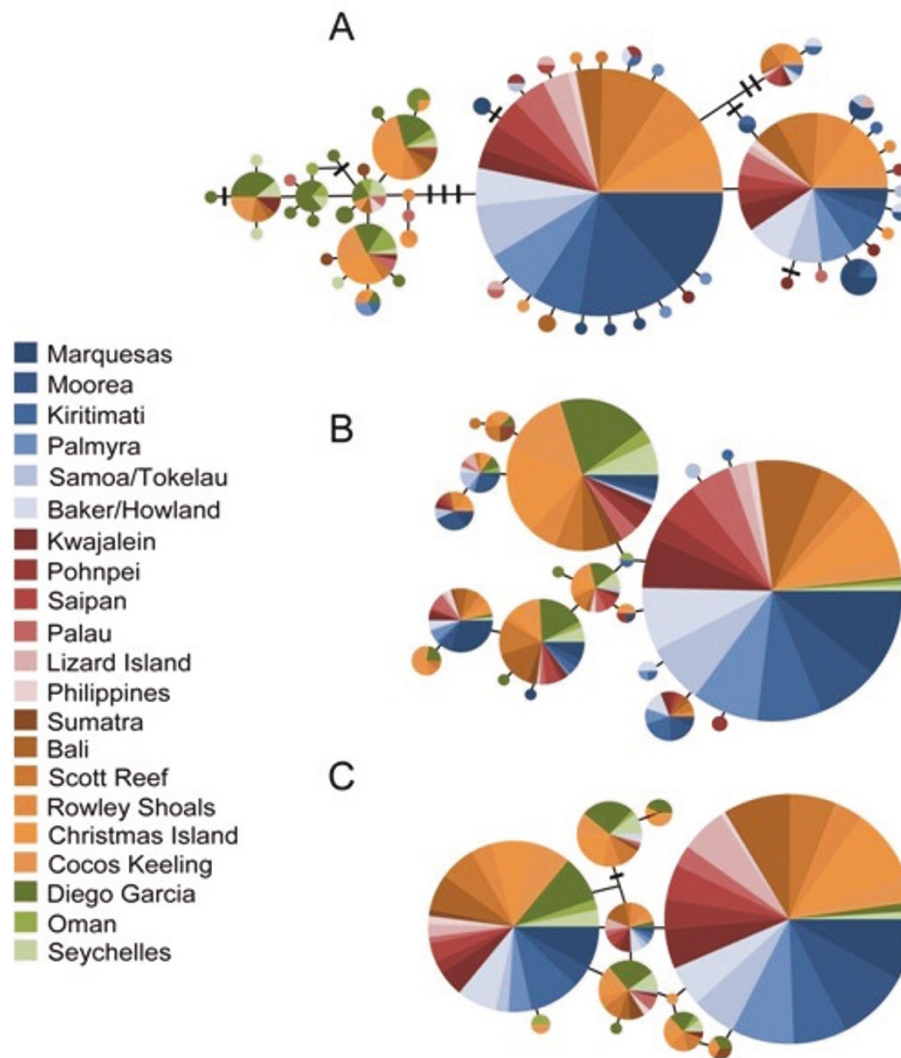 A
Marquesas
Moorea
Kiritimati
Palmyra
Samoa/Tokelau
Baker/Howland
Kwajalein
Pohnpei
Saipan
Palau
Lizard Island
Philippines
Sumatra
Bali
Scott Reef
Rowley Shoals
Christmas Island
Cocos Keeling
Diego Garcia
Oman
Seychelles
B
C